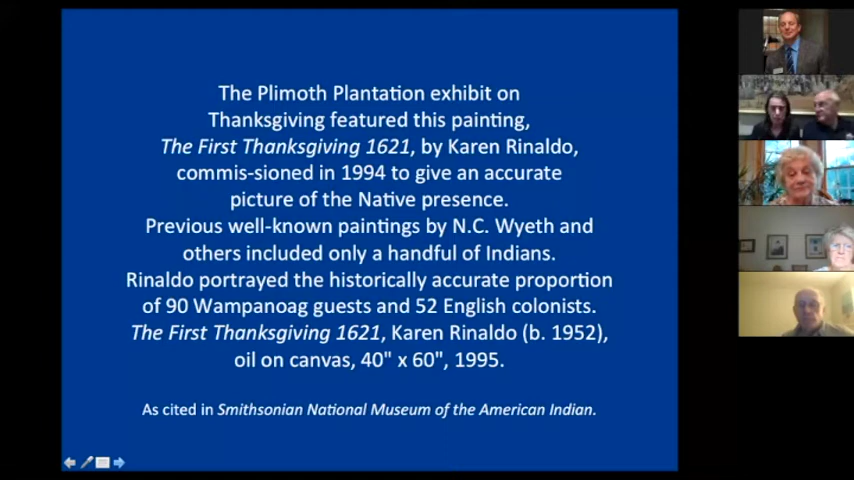 The Plimoth Plantation exhibit on
Thanksgiving featured this painting,
The First Thanksgiving 1621, by Karen Rinaldo,
commis-sioned in 1994 to give an accurate
picture of the Native presence.
Previous well-known paintings by N.C. Wyeth and
others included only a handful of Indians.
Rinaldo portrayed the historically accurate proportion
of 90 Wampanoag guests and 52 English colonists.
The First Thanksgiving 1621, Karen Rinaldo (b. 1952),
oil on canvas, 40" x 60", 1995.
As cited in Smithsonian National Museum of the American Indian.